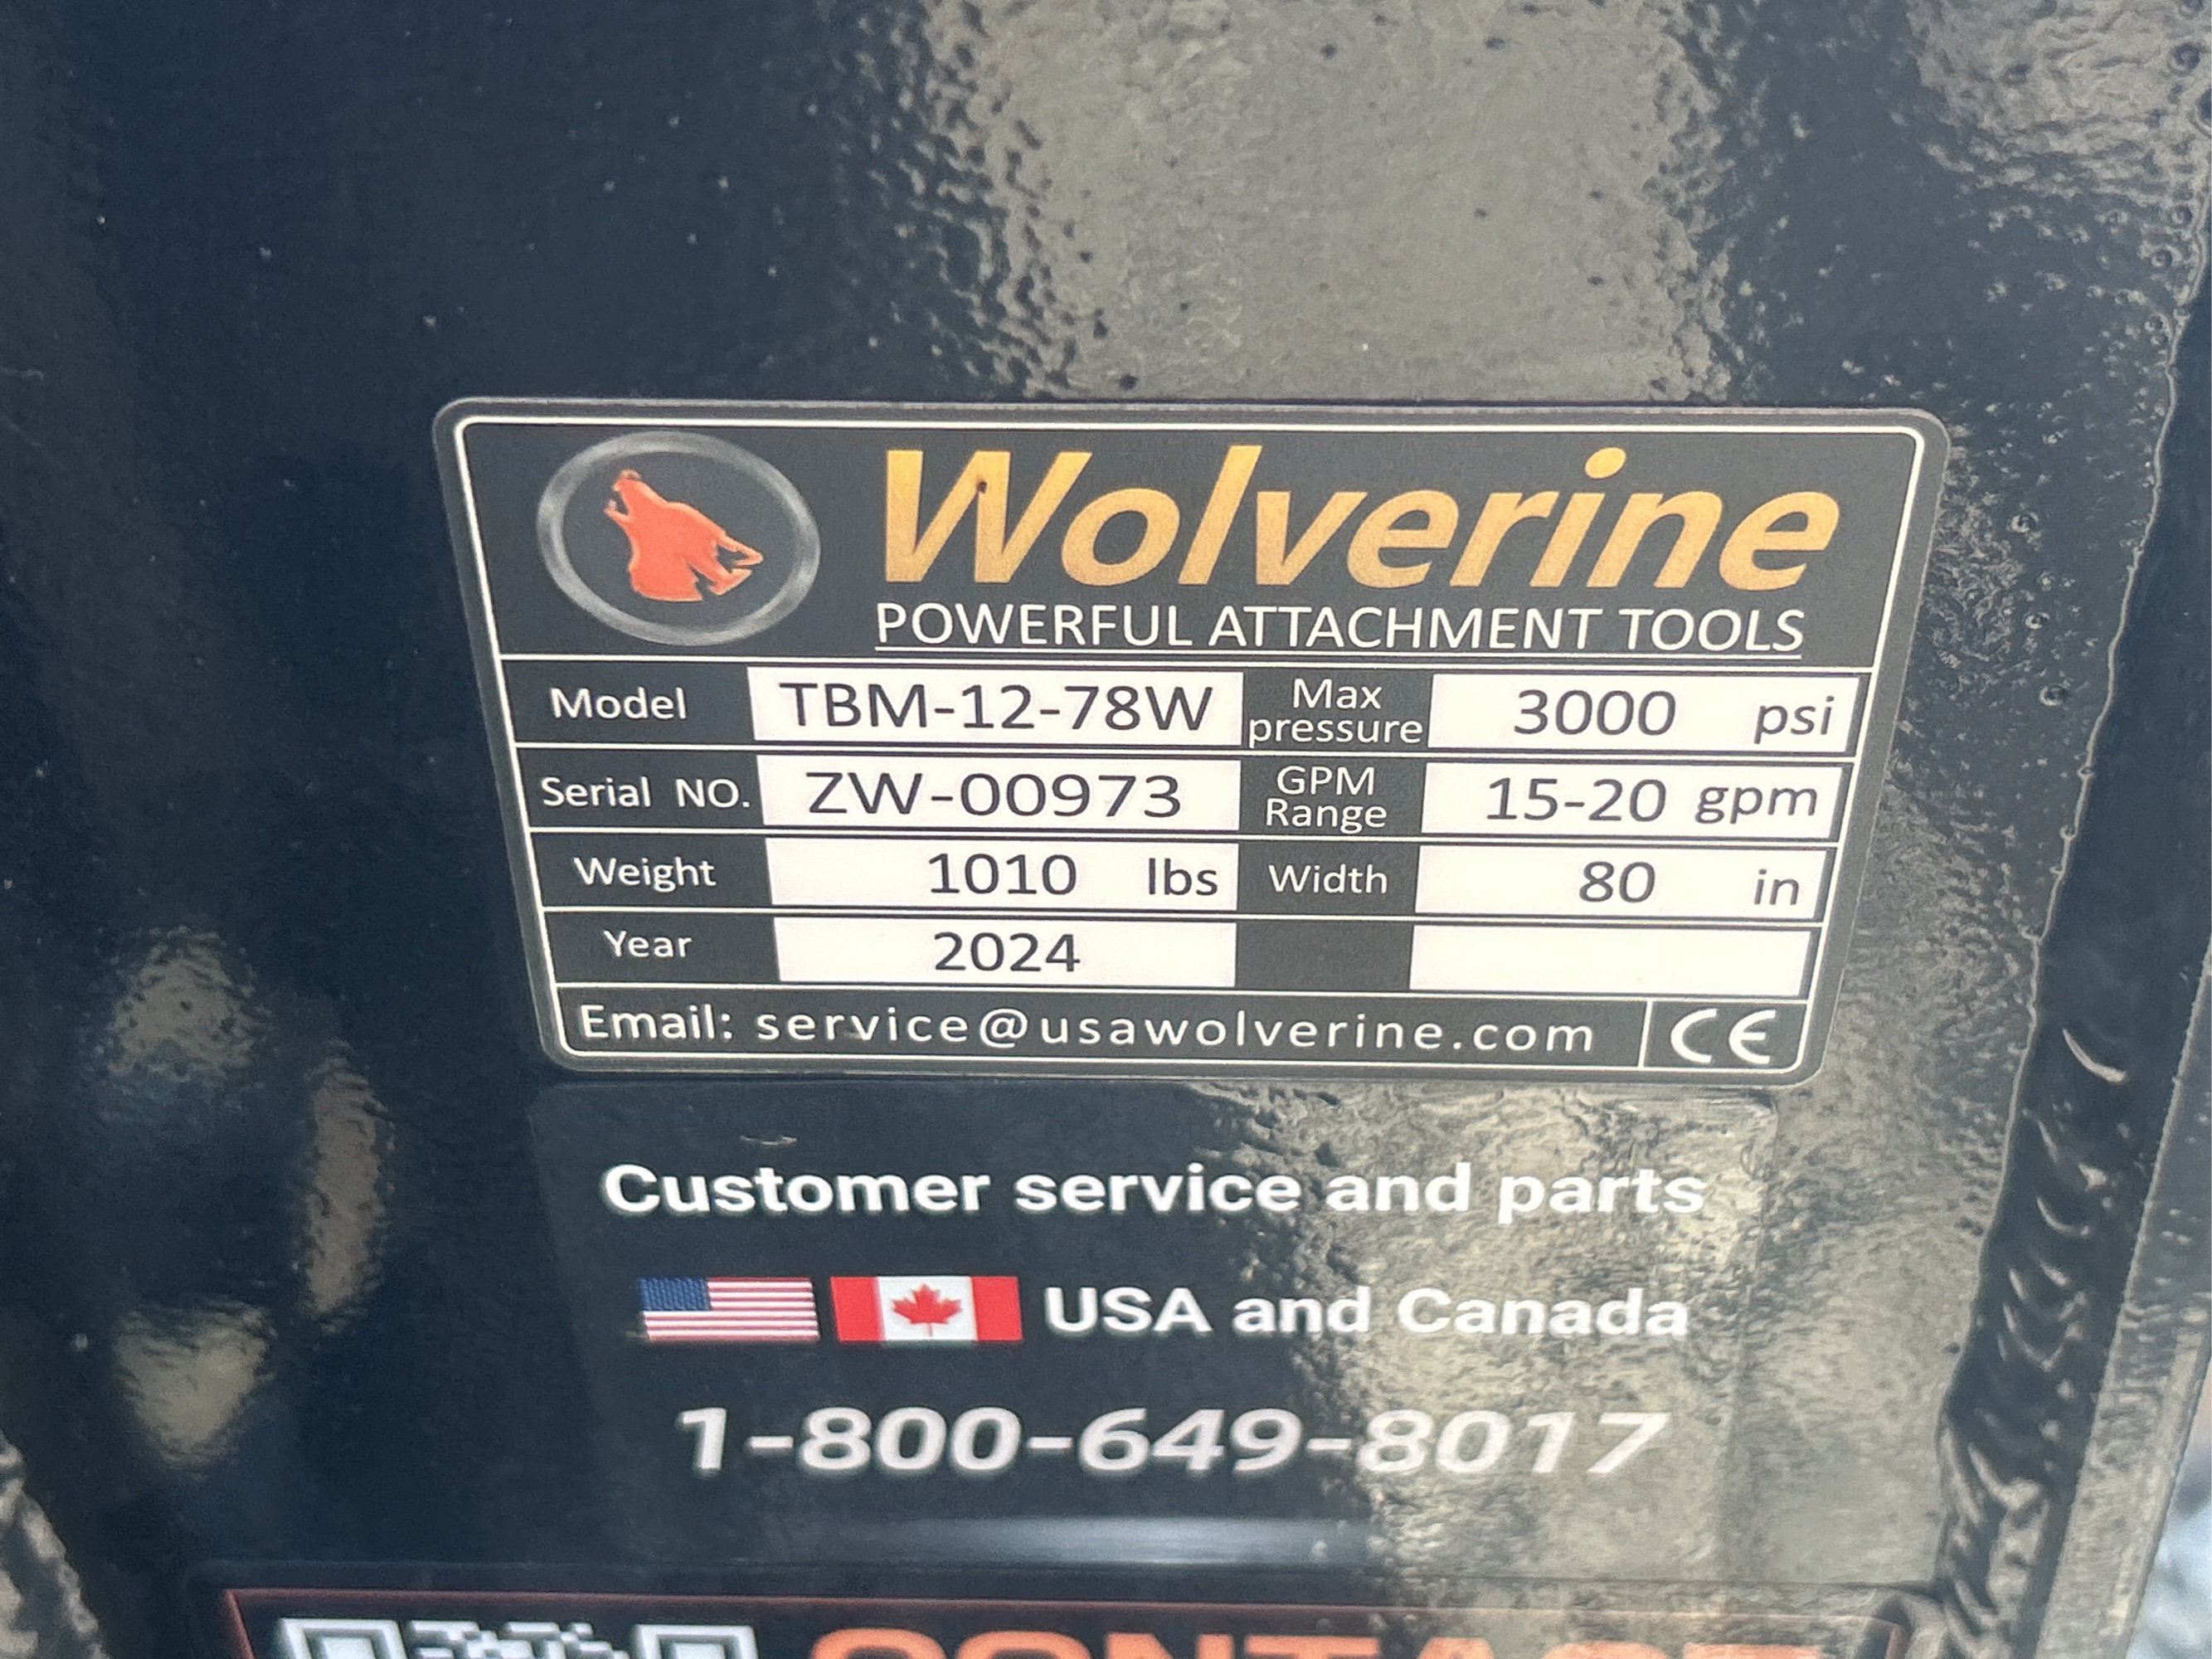 Wolverine
POWERFUL ATTACHMENT TOOLS
Model TBM-12-78W Max pressure 3000 psi
Serial NO. ZW-00973 GPM Range 15-20 gpm
Weight 1010 lbs Width 80 in
Year 2024
Email: service@usawolverine.com CE
Customer service and parts
USA and Canada
1-800-649-8017
CONTACT